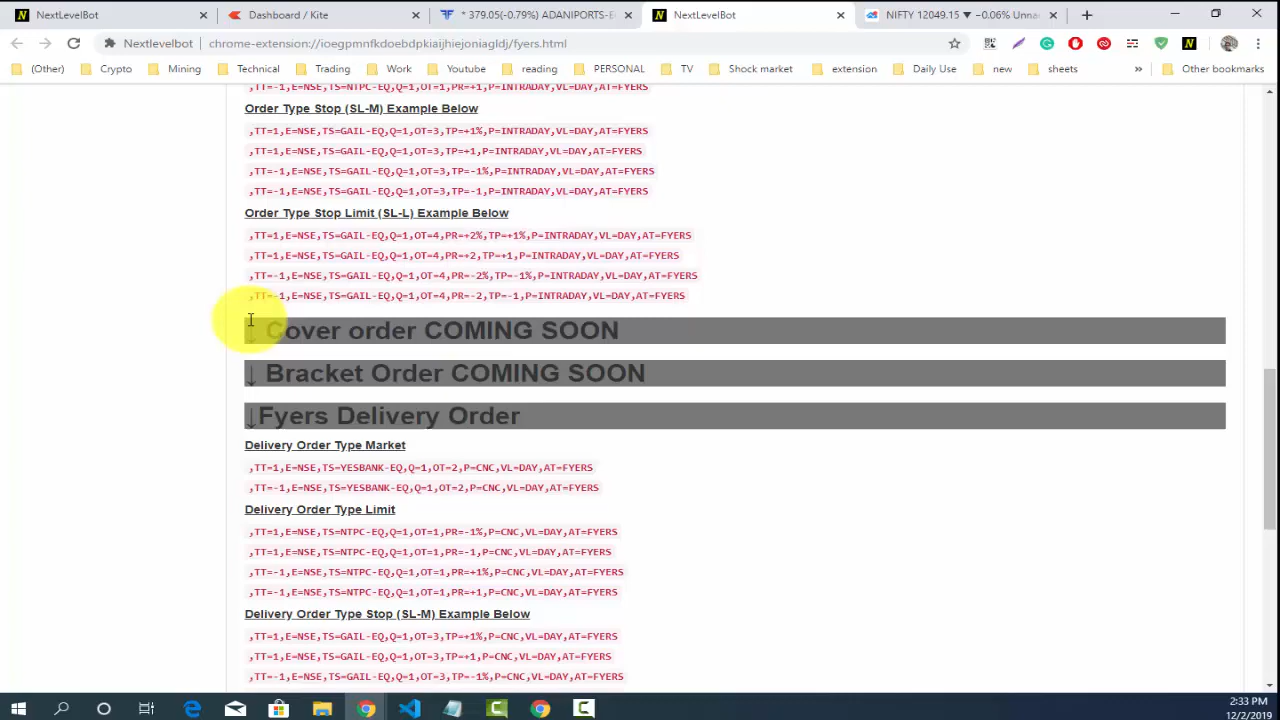 NextLevelBot
Dashboard / Kite
* 379.05(-0.79%) ADANIPORTS-E
NextLevelBot
NIFTY 12049.15 ▼ −0.06% Unna
Nextlevelbot
chrome-extension://ioegpmnfkdoebdpkaijhiejoniagldj/fyers.html
(Other)
Crypto
Mining
Technical
Trading
Work
Youtube
reading
PERSONAL
TV
Shock market
extension
Daily Use
new
sheets
»
Other bookmarks
,TT=-1,E=NSE,TS=NTPC-EQ,Q=1,OT=1,PR=+1,P=INTRADAY,VL=DAY,AT=FYERS
Order Type Stop (SL-M) Example Below
,TT=1,E=NSE,TS=GAIL-EQ,Q=1,OT=3,TP=+1%,P=INTRADAY,VL=DAY,AT=FYERS
,TT=1,E=NSE,TS=GAIL-EQ,Q=1,OT=3,TP=+1,P=INTRADAY,VL=DAY,AT=FYERS
,TT=-1,E=NSE,TS=GAIL-EQ,Q=1,OT=3,TP=-1%,P=INTRADAY,VL=DAY,AT=FYERS
,TT=-1,E=NSE,TS=GAIL-EQ,Q=1,OT=3,TP=-1,P=INTRADAY,VL=DAY,AT=FYERS
Order Type Stop Limit (SL-L) Example Below
,TT=1,E=NSE,TS=GAIL-EQ,Q=1,OT=4,PR=+2%,TP=+1%,P=INTRADAY,VL=DAY,AT=FYERS
,TT=1,E=NSE,TS=GAIL-EQ,Q=1,OT=4,PR=+2,TP=+1,P=INTRADAY,VL=DAY,AT=FYERS
,TT=-1,E=NSE,TS=GAIL-EQ,Q=1,OT=4,PR=-2%,TP=-1%,P=INTRADAY,VL=DAY,AT=FYERS
,TT=-1,E=NSE,TS=GAIL-EQ,Q=1,OT=4,PR=-2,TP=-1,P=INTRADAY,VL=DAY,AT=FYERS
↓ Cover order COMING SOON
↓ Bracket Order COMING SOON
↓Fyers Delivery Order
Delivery Order Type Market
,TT=1,E=NSE,TS=YESBANK-EQ,Q=1,OT=2,P=CNC,VL=DAY,AT=FYERS
,TT=-1,E=NSE,TS=YESBANK-EQ,Q=1,OT=2,P=CNC,VL=DAY,AT=FYERS
Delivery Order Type Limit
,TT=1,E=NSE,TS=NTPC-EQ,Q=1,OT=1,PR=-1%,P=CNC,VL=DAY,AT=FYERS
,TT=1,E=NSE,TS=NTPC-EQ,Q=1,OT=1,PR=-1,P=CNC,VL=DAY,AT=FYERS
,TT=-1,E=NSE,TS=NTPC-EQ,Q=1,OT=1,PR=+1%,P=CNC,VL=DAY,AT=FYERS
,TT=-1,E=NSE,TS=NTPC-EQ,Q=1,OT=1,PR=+1,P=CNC,VL=DAY,AT=FYERS
Delivery Order Type Stop (SL-M) Example Below
,TT=1,E=NSE,TS=GAIL-EQ,Q=1,OT=3,TP=+1%,P=CNC,VL=DAY,AT=FYERS
,TT=1,E=NSE,TS=GAIL-EQ,Q=1,OT=3,TP=+1,P=CNC,VL=DAY,AT=FYERS
,TT=-1,E=NSE,TS=GAIL-EQ,Q=1,OT=3,TP=-1%,P=CNC,VL=DAY,AT=FYERS
2:33 PM
12/2/2019